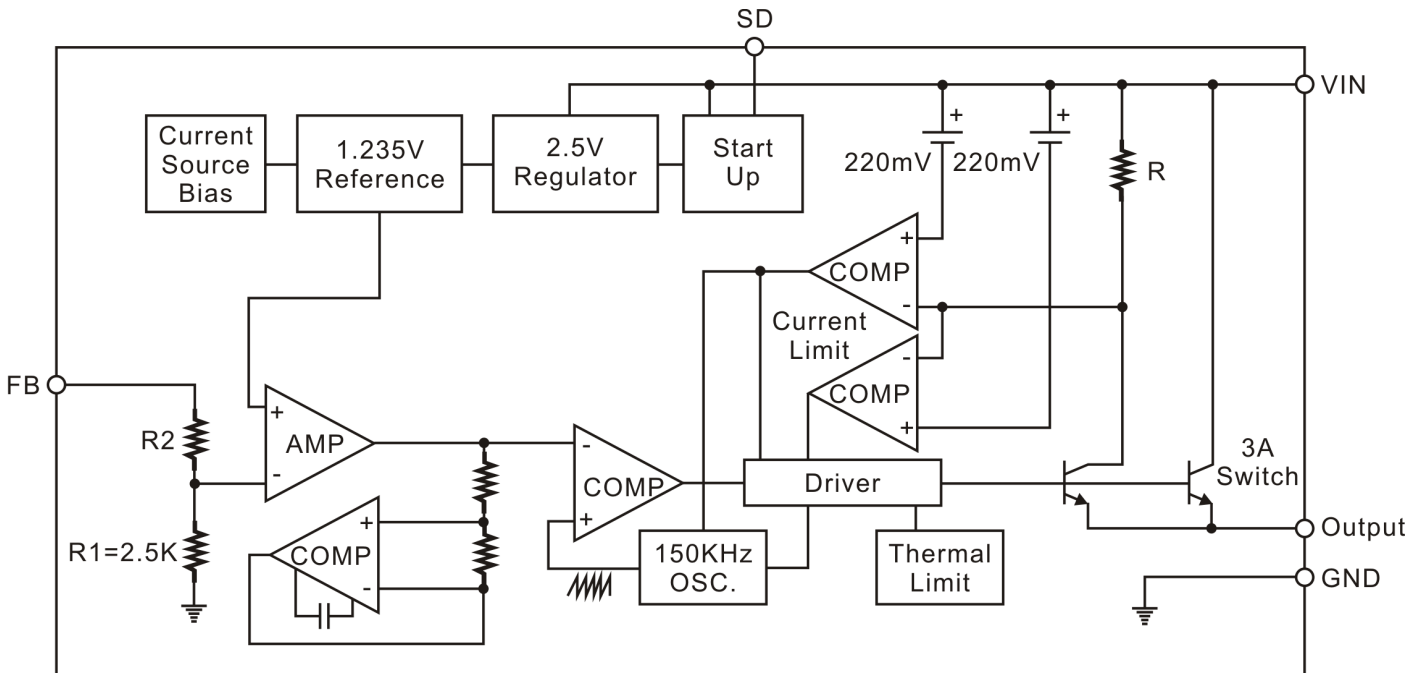 SD
VIN
Current
Source
Bias
1.235V
Reference
2.5V
Regulator
Start
Up
+
+
220mV
220mV
R
+
COMP
-
Current
Limit
-
COMP
+
FB
R2
+
AMP
-
-
COMP
+
Driver
3A
Switch
R1=2.5K
+
COMP
-
150KHz
OSC.
Thermal
Limit
Output
GND